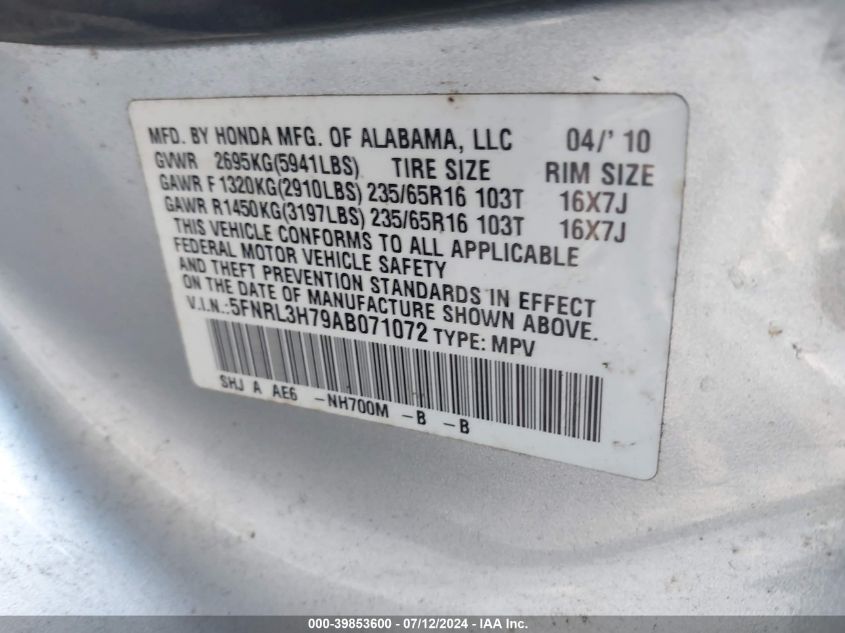 MFD. BY HONDA MFG. OF ALABAMA, LLC 04/'10
GVWR 2695KG(5941LBS) TIRE SIZE RIM SIZE
GAWR F 1320KG(2910LBS) 235/65R16 103T 16X7J
GAWR R1450KG(3197LBS) 235/65R16 103T 16X7J
THIS VEHICLE CONFORMS TO ALL APPLICABLE
FEDERAL MOTOR VEHICLE SAFETY
AND THEFT PREVENTION STANDARDS IN EFFECT
ON THE DATE OF MANUFACTURE SHOWN ABOVE.
V.I.N.:5FNRL3H79AB071072 TYPE: MPV
SHJ A AE6 -NH700M -B -B
000-39853600 / 07/12/2024 - IAA Inc.